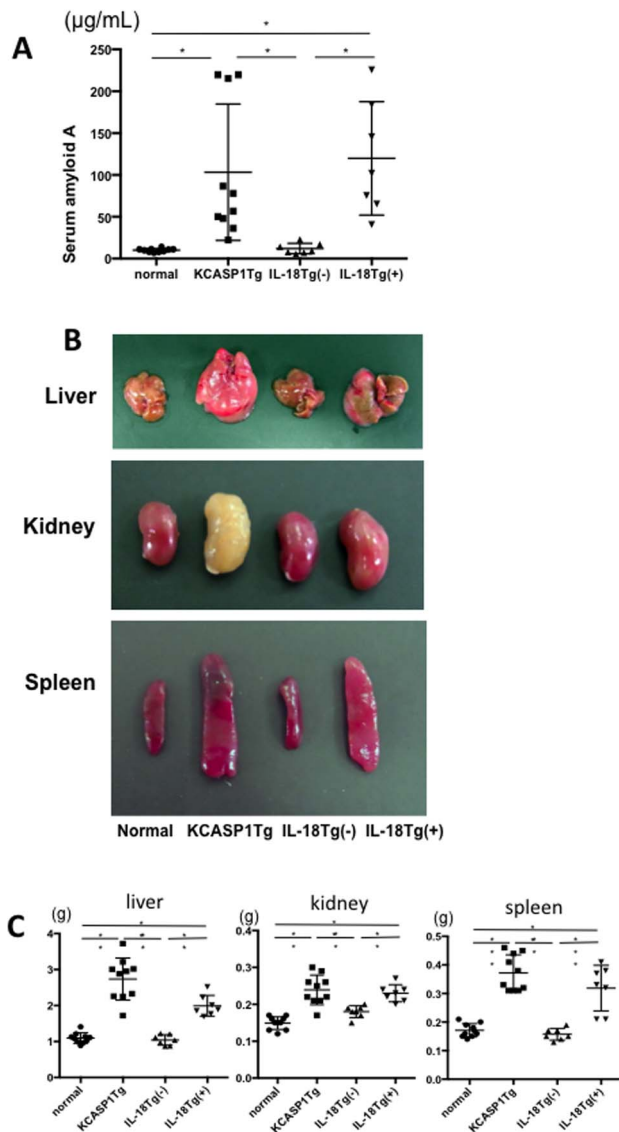 (µg/mL)
A
*
* * *
Serum amyloid A
250
200
150
100
50
0
normal KCASP1Tg IL-18Tg(-) IL-18Tg(+)
B
Liver
Kidney
Spleen
Normal KCASP1Tg IL-18Tg(-) IL-18Tg(+)
C
(g) liver
*
* ** *
* * *
4
3
2
1
0
normal
KCASP1Tg
IL-18Tg(-)
IL-18Tg(+)
(g) kidney
*
* ** *
* * *
0.4
0.3
0.2
0.1
0.0
normal
KCASP1Tg
IL-18Tg(-)
IL-18Tg(+)
(g) spleen
*
* ** *
* * *
0.5
0.4
0.3
0.2
0.1
0.0
normal
KCASP1Tg
IL-18Tg(-)
IL-18Tg(+)